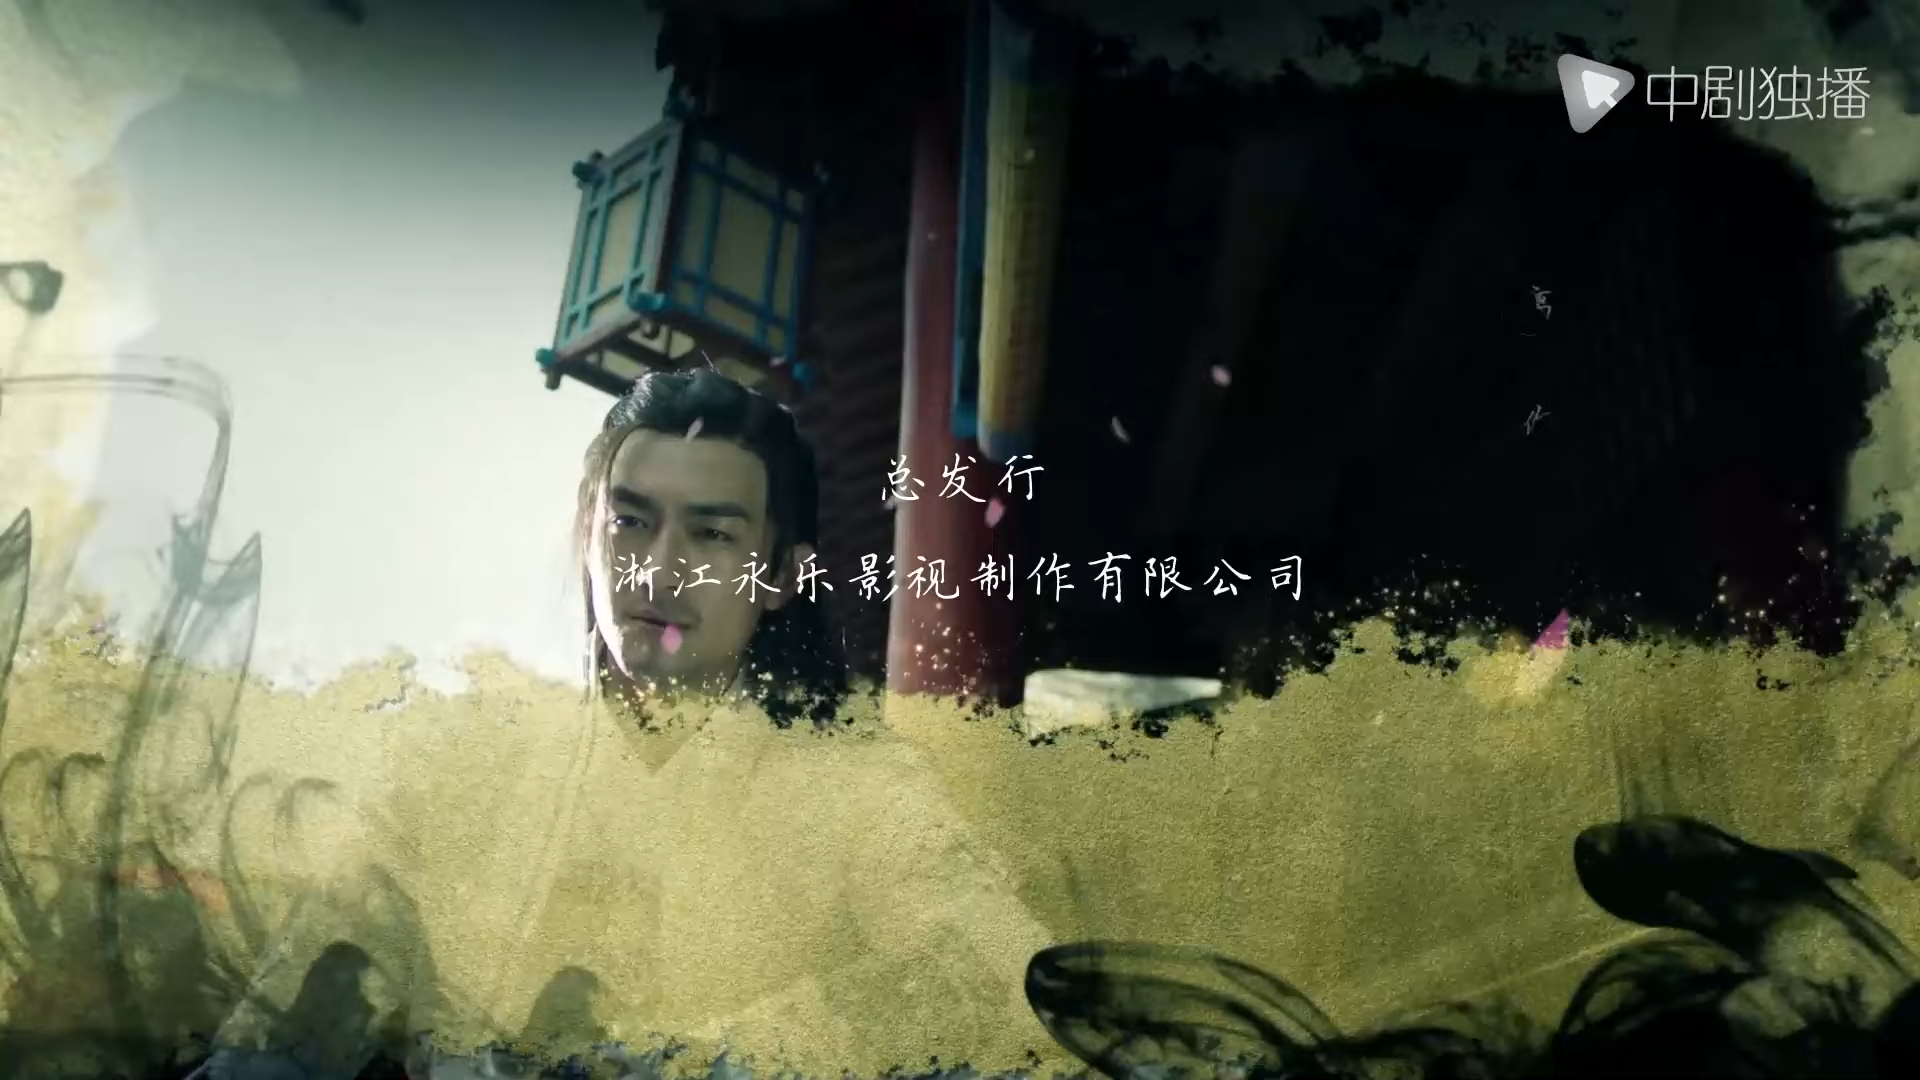 中剧独播
总发行
浙江永乐影视制作有限公司